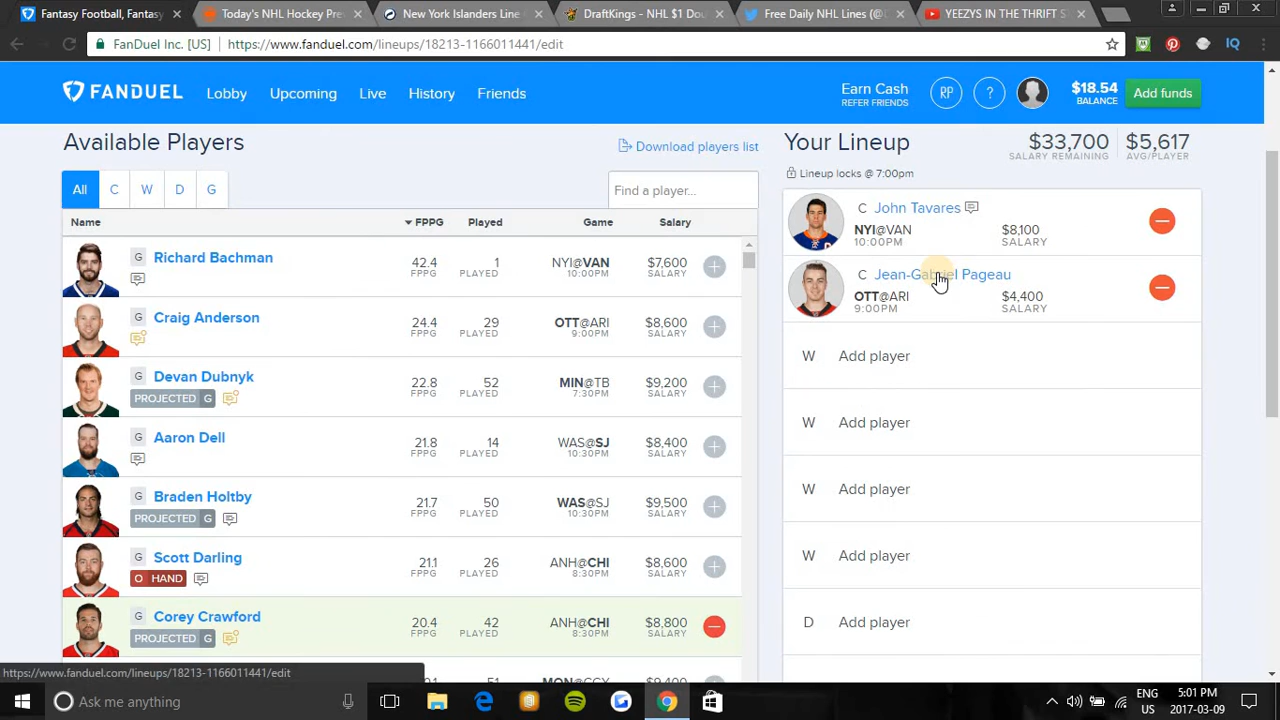 Fantasy Football, Fantasy
Today's NHL Hockey Prev
New York Islanders Line
DraftKings - NHL $1 Dou
Free Daily NHL Lines (@D
YEEZYS IN THE THRIFT S
FanDuel Inc. [US]
https://www.fanduel.com/lineups/18213-1166011441/edit
IQ
FANDUEL
Lobby
Upcoming
Live
History
Friends
Earn Cash
REFER FRIENDS
RP
?
$18.54
BALANCE
Add funds
Available Players
Download players list
All
C
W
D
G
Find a player...
Name
FPPG
Played
Game
Salary
G Richard Bachman
42.4
FPPG
1
PLAYED
NYI@VAN
10:00PM
$7,600
SALARY
G Craig Anderson
24.4
FPPG
29
PLAYED
OTT@ARI
9:00PM
$8,600
SALARY
G Devan Dubnyk
PROJECTED G
22.8
FPPG
52
PLAYED
MIN@TB
7:30PM
$9,200
SALARY
G Aaron Dell
21.8
FPPG
14
PLAYED
WAS@SJ
10:30PM
$8,400
SALARY
G Braden Holtby
PROJECTED G
21.7
FPPG
50
PLAYED
WAS@SJ
10:30PM
$9,500
SALARY
G Scott Darling
O HAND
21.1
FPPG
26
PLAYED
ANH@CHI
8:30PM
$8,600
SALARY
G Corey Crawford
PROJECTED G
20.4
FPPG
42
PLAYED
ANH@CHI
8:30PM
$8,800
SALARY
Your Lineup
$33,700
SALARY REMAINING
$5,617
AVG/PLAYER
Lineup locks @ 7:00pm
C John Tavares
NYI@VAN
10:00PM
$8,100
SALARY
C Jean-Gabriel Pageau
OTT@ARI
9:00PM
$4,400
SALARY
W Add player
W Add player
W Add player
W Add player
D Add player
https://www.fanduel.com/lineups/18213-1166011441/edit
Ask me anything
ENG
US
5:01 PM
2017-03-09